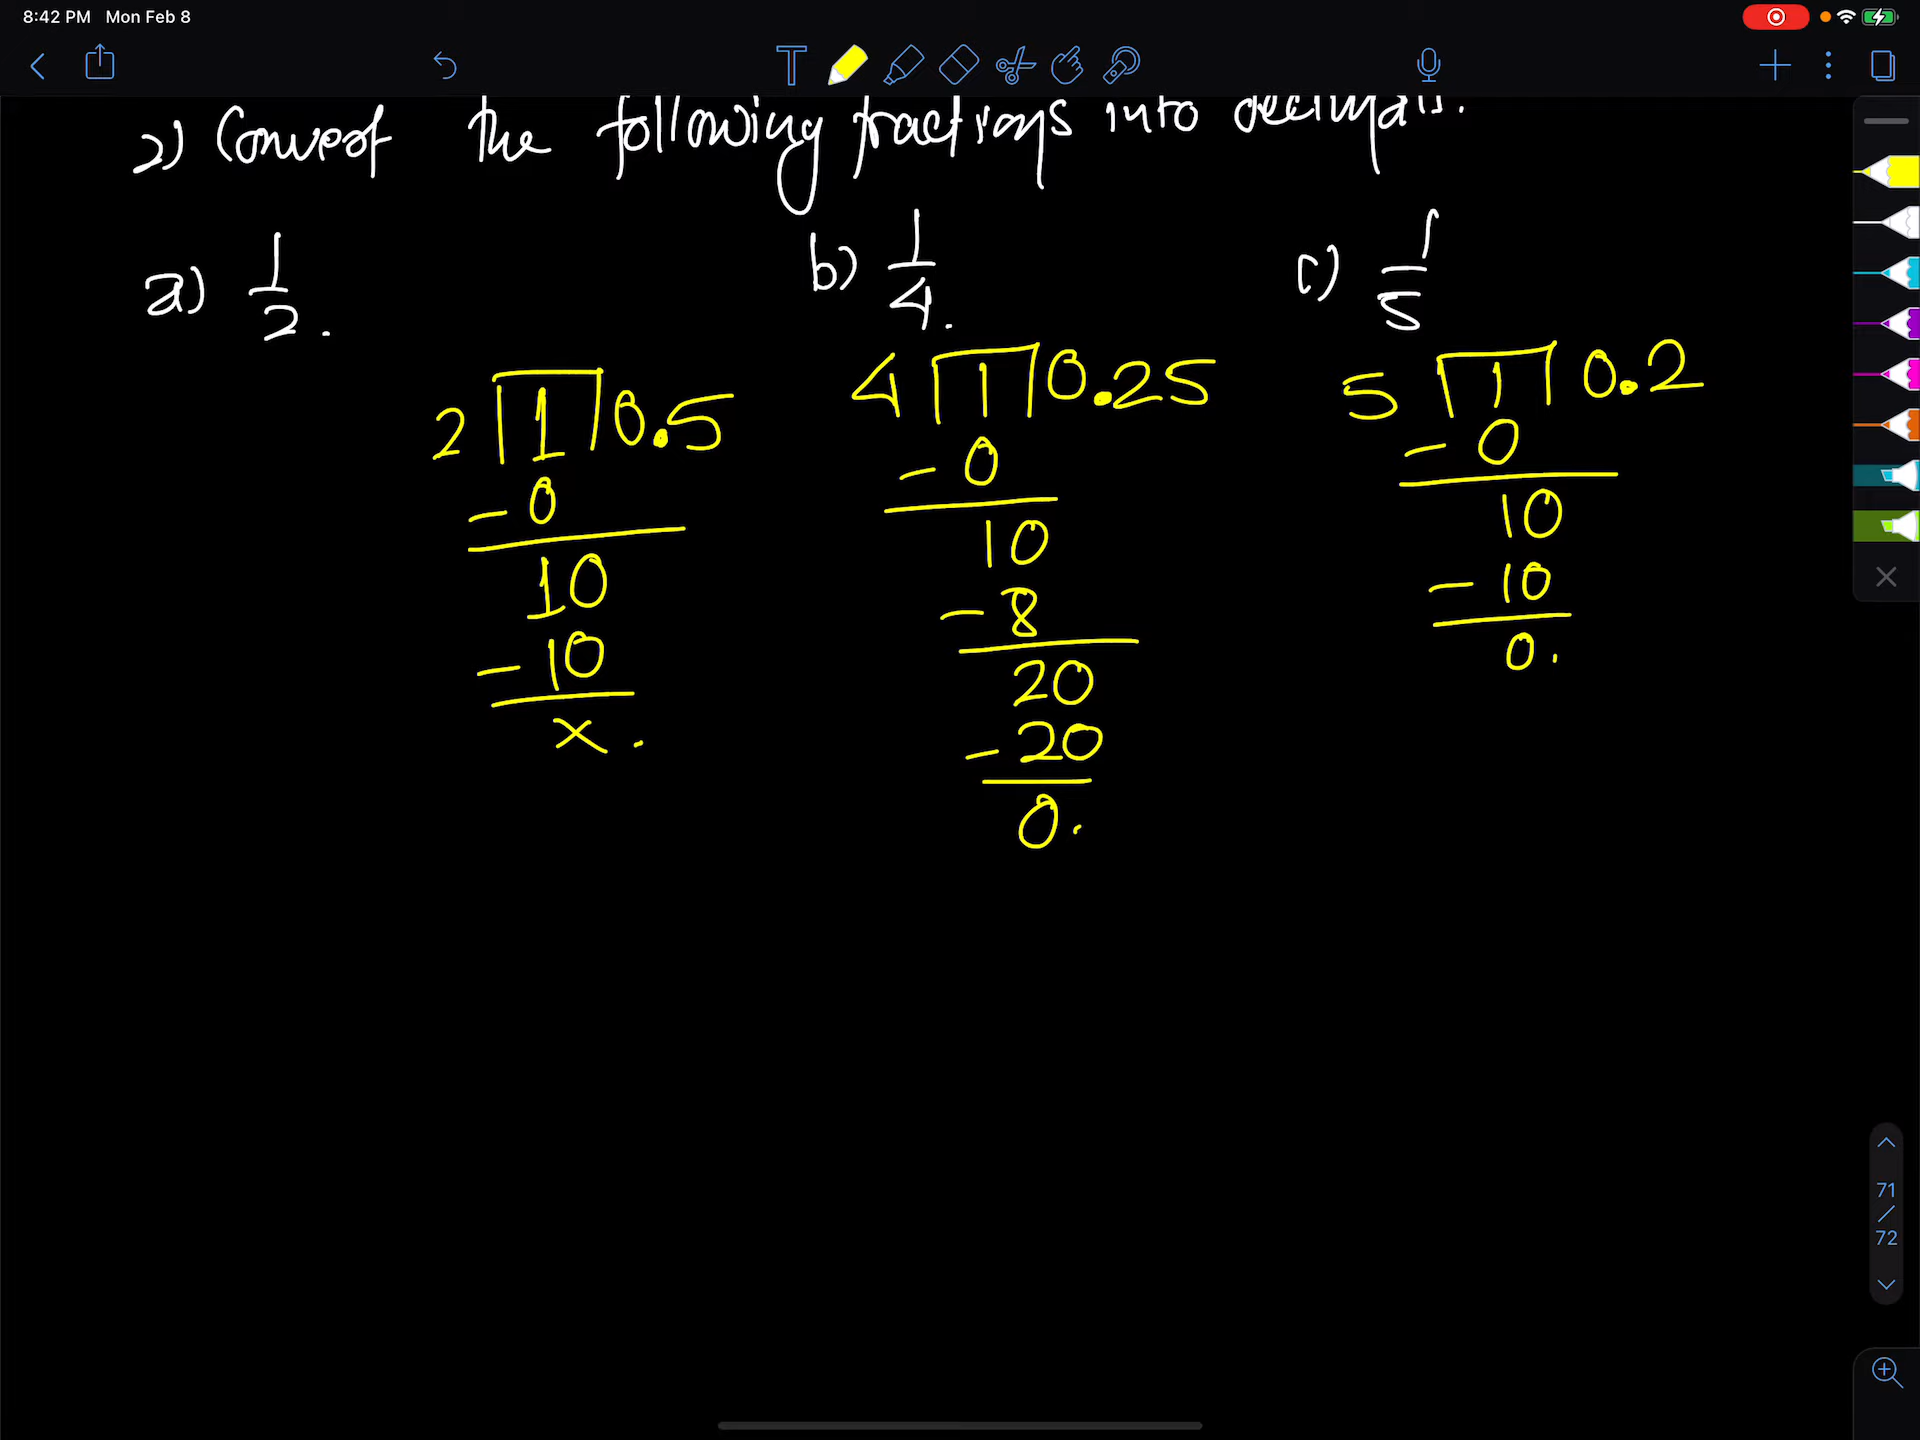 8:42 PM Mon Feb 8
2) Convert the following fractions into decimals.
a) 1/2. b) 1/4. c) 1/5
2 1 0.5 4 1 0.25 5 1 0.2
- 0 - 0 - 0
10 10 10
- 10 - 8 - 10
x. 20 0.
- 20
0.
71
/
72